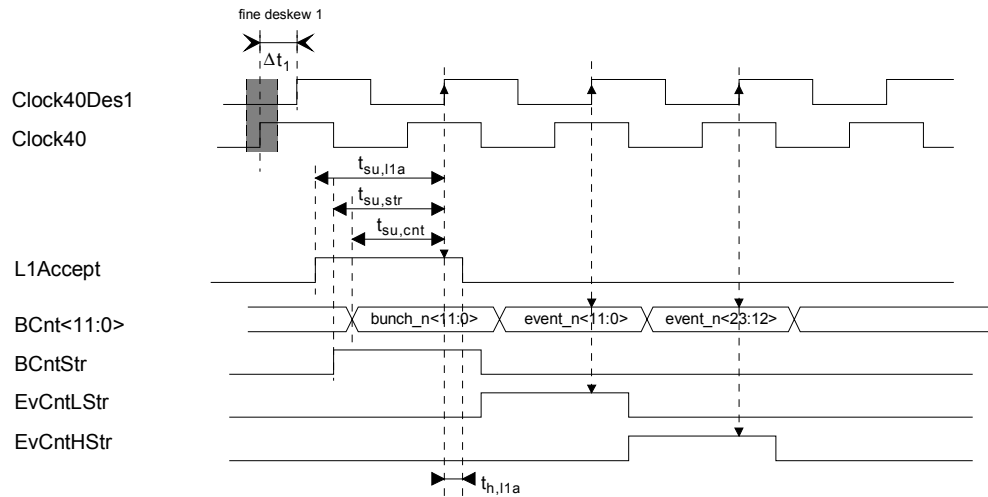 fine deskew 1
Δt1
Clock40Des1
Clock40
tsu,l1a
tsu,str
tsu,cnt
L1Accept
BCnt<11:0>
bunch_n<11:0> event_n<11:0> event_n<23:12>
BCntStr
EvCntLStr
EvCntHStr
th,l1a